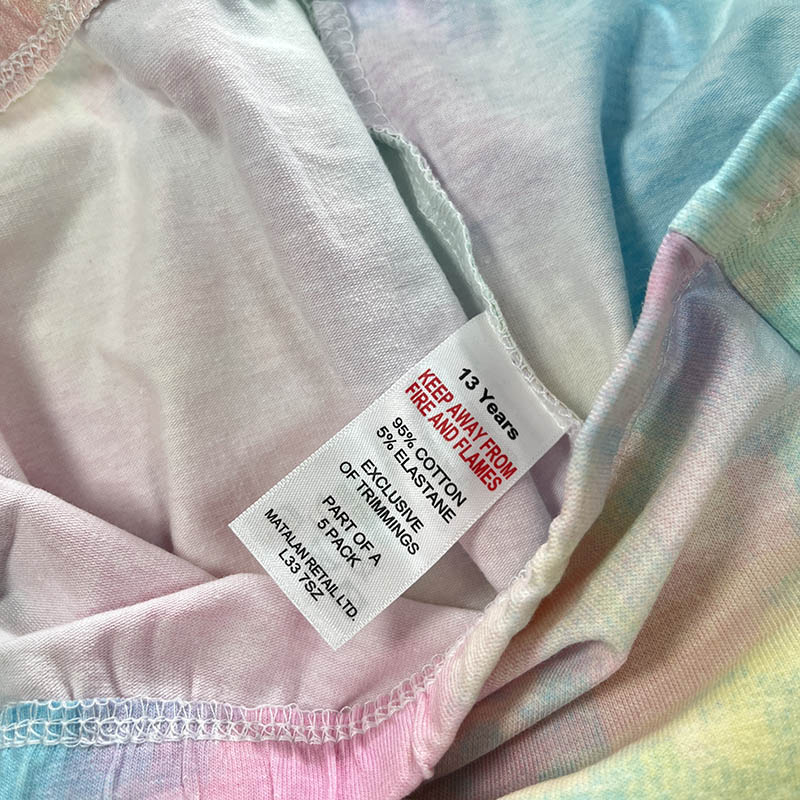 13 Years
KEEP AWAY FROM
FIRE AND FLAMES
95% COTTON
5% ELASTANE
EXCLUSIVE
OF TRIMMINGS
PART OF A
5 PACK
MATALAN RETAIL LTD.
L33 7SZ